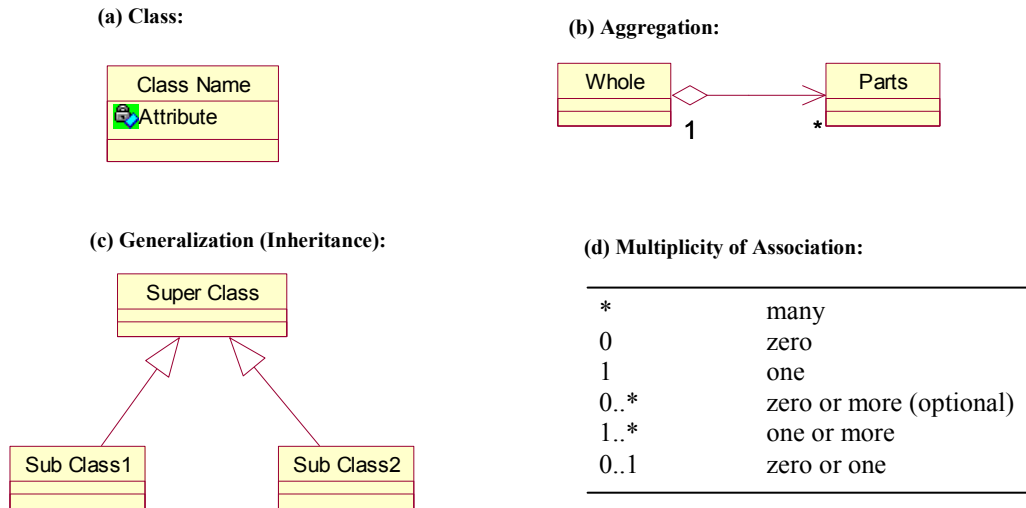 (a) Class:
Class Name
Attribute
(b) Aggregation:
Whole
Parts
1
*
(c) Generalization (Inheritance):
Super Class
Sub Class1
Sub Class2
(d) Multiplicity of Association:
* many
0 zero
1 one
0..* zero or more (optional)
1..* one or more
0..1 zero or one